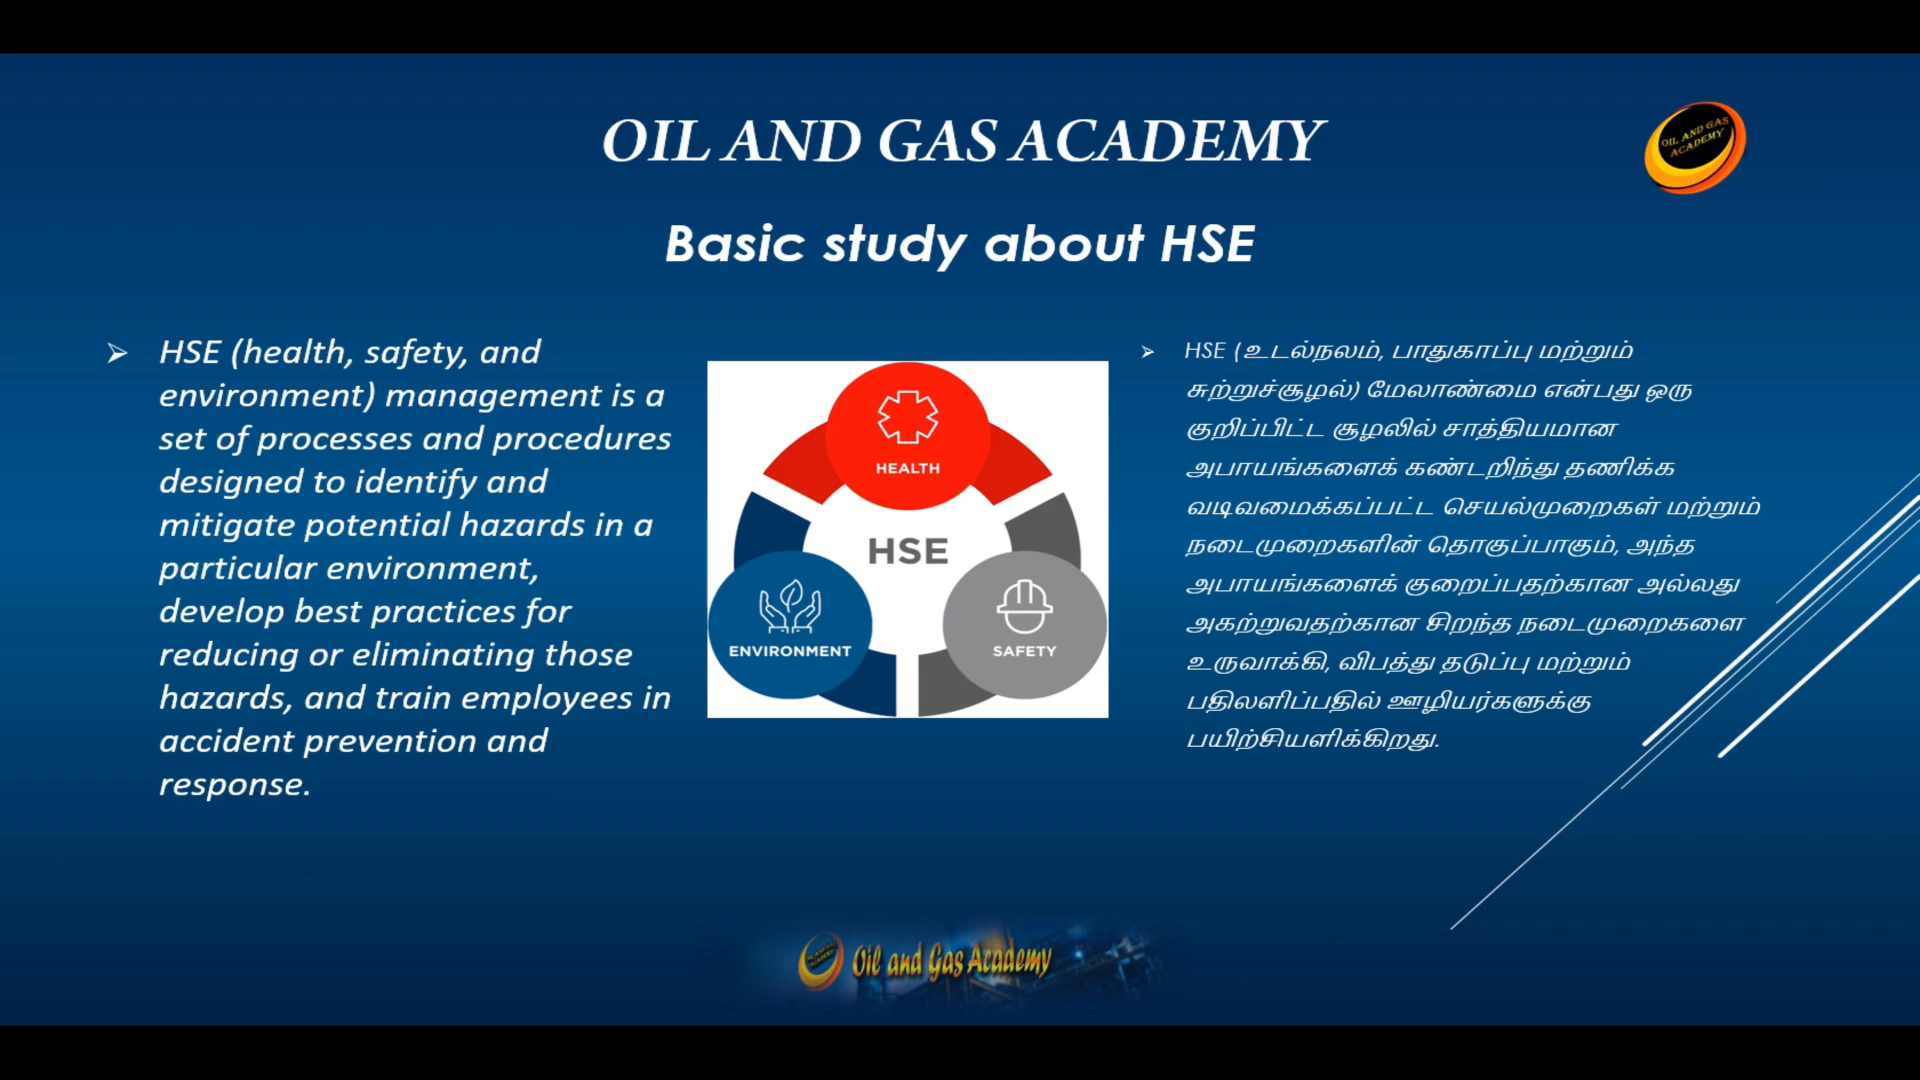 OIL AND GAS ACADEMY
OIL AND GAS
ACADEMY
Basic study about HSE
HSE (health, safety, and
environment) management is a
set of processes and procedures
designed to identify and
mitigate potential hazards in a
particular environment,
develop best practices for
reducing or eliminating those
hazards, and train employees in
accident prevention and
response.
HEALTH
HSE
ENVIRONMENT
SAFETY
HSE (உடல்நலம், பாதுகாப்பு மற்றும்
சுற்றுச்சூழல்) மேலாண்மை என்பது ஒரு
குறிப்பிட்ட சூழலில் சாத்தியமான
அபாயங்களைக் கண்டறிந்து தணிக்க
வடிவமைக்கப்பட்ட செயல்முறைகள் மற்றும்
நடைமுறைகளின் தொகுப்பாகும், அந்த
அபாயங்களைக் குறைப்பதற்கான அல்லது
அகற்றுவதற்கான சிறந்த நடைமுறைகளை
உருவாக்கி, விபத்து தடுப்பு மற்றும்
பதிலளிப்பதில் ஊழியர்களுக்கு
பயிற்சியளிக்கிறது.
Oil and Gas Academy